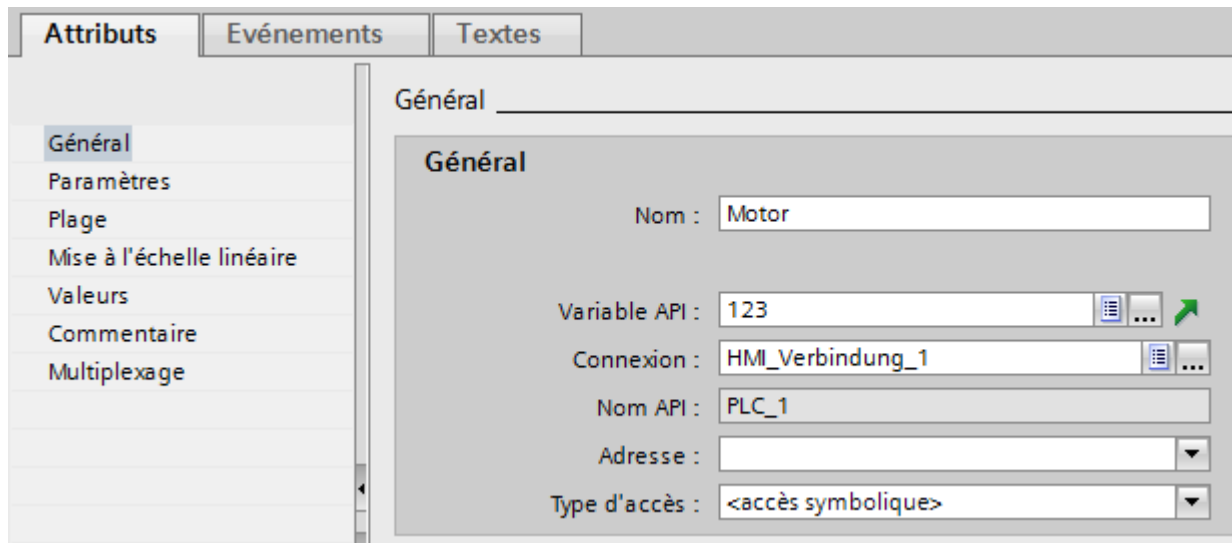 Attributs Evénements Textes
Général
Général
Paramètres
Plage
Mise à l'échelle linéaire
Valeurs
Commentaire
Multiplexage
Général
Nom : Motor
Variable API : 123 ...
Connexion : HMI_Verbindung_1 ...
Nom API : PLC_1
Adresse :
Type d'accès : <accès symbolique>